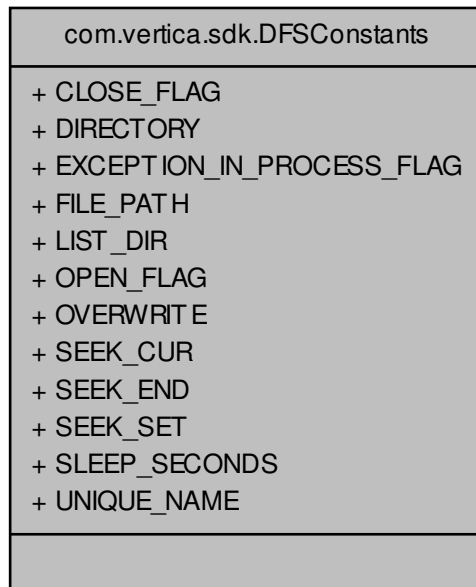 com.vertica.sdk.DFSConstants
+ CLOSE_FLAG
+ DIRECTORY
+ EXCEPTION_IN_PROCESS_FLAG
+ FILE_PATH
+ LIST_DIR
+ OPEN_FLAG
+ OVERWRITE
+ SEEK_CUR
+ SEEK_END
+ SEEK_SET
+ SLEEP_SECONDS
+ UNIQUE_NAME